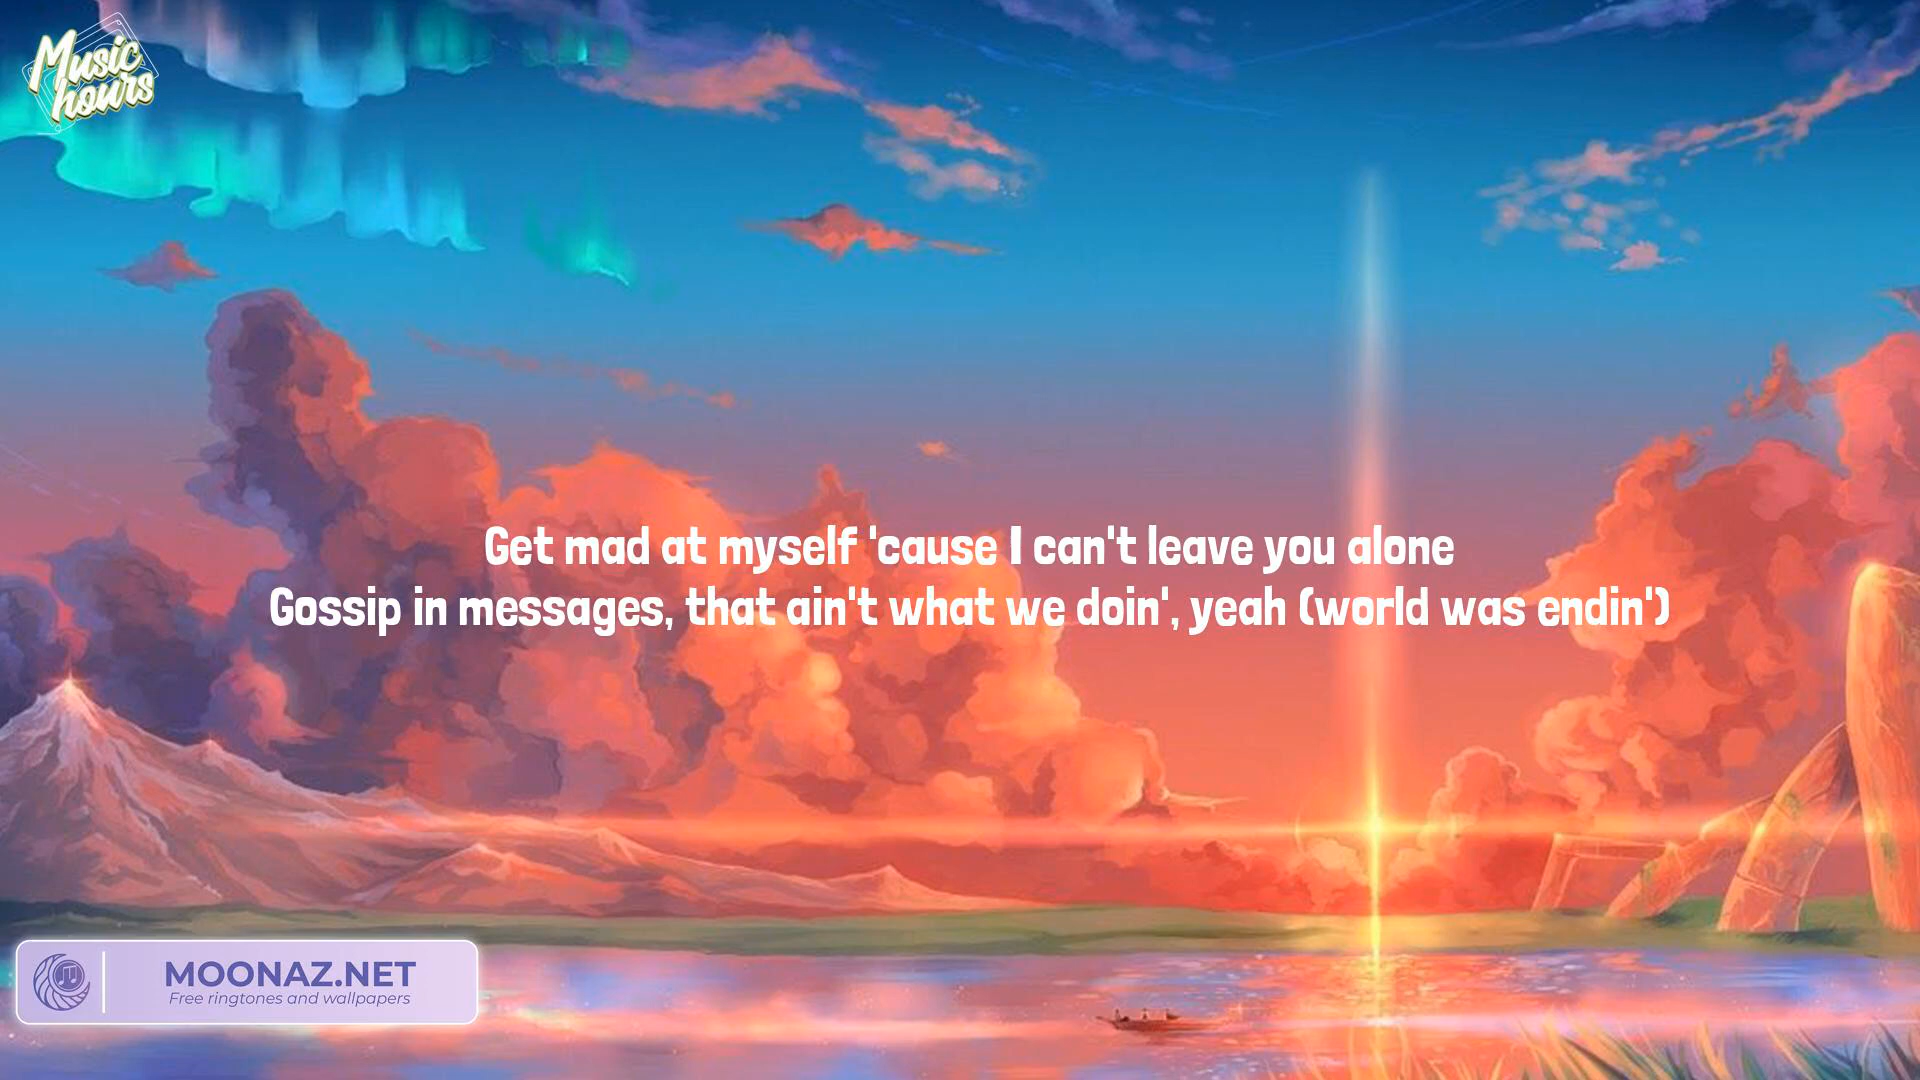 Music
hours
Get mad at myself 'cause I can't leave you alone
Gossip in messages, that ain't what we doin', yeah (world was endin')
MOONAZ.NET
Free ringtones and wallpapers